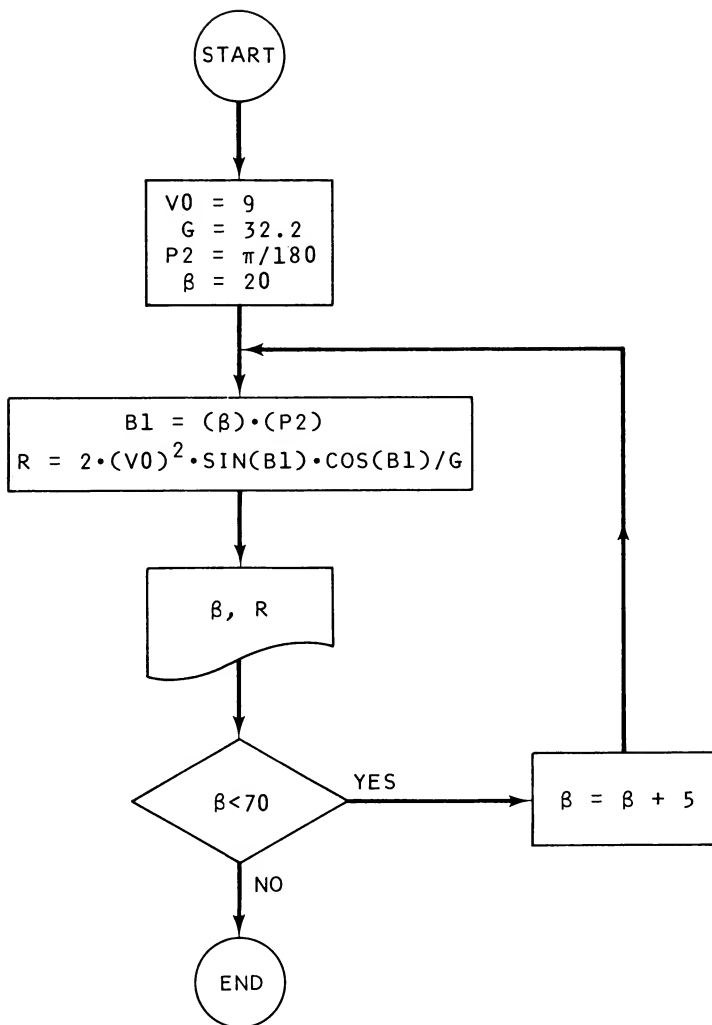 START
V0 = 9
G = 32.2
P2 = π/180
β = 20
B1 = (β)·(P2)
R = 2·(V0)²·SIN(B1)·COS(B1)/G
β, R
β<70
YES
β = β + 5
NO
END